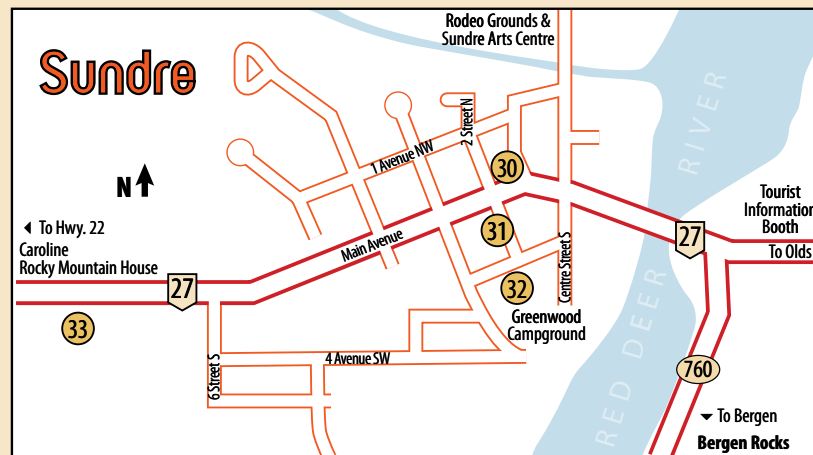 Sundre
Rodeo Grounds &
Sundre Arts Centre
RIVER
2 Street N
1 Avenue NW
30
N
Tourist
Information
Booth
To Hwy. 22
Caroline
Rocky Mountain House
31
Main Avenue
27
To Olds
Centre Street S
27
32
Greenwood
Campground
33
RED DEER
4 Avenue SW
6 Street S
760
To Bergen
Bergen Rocks